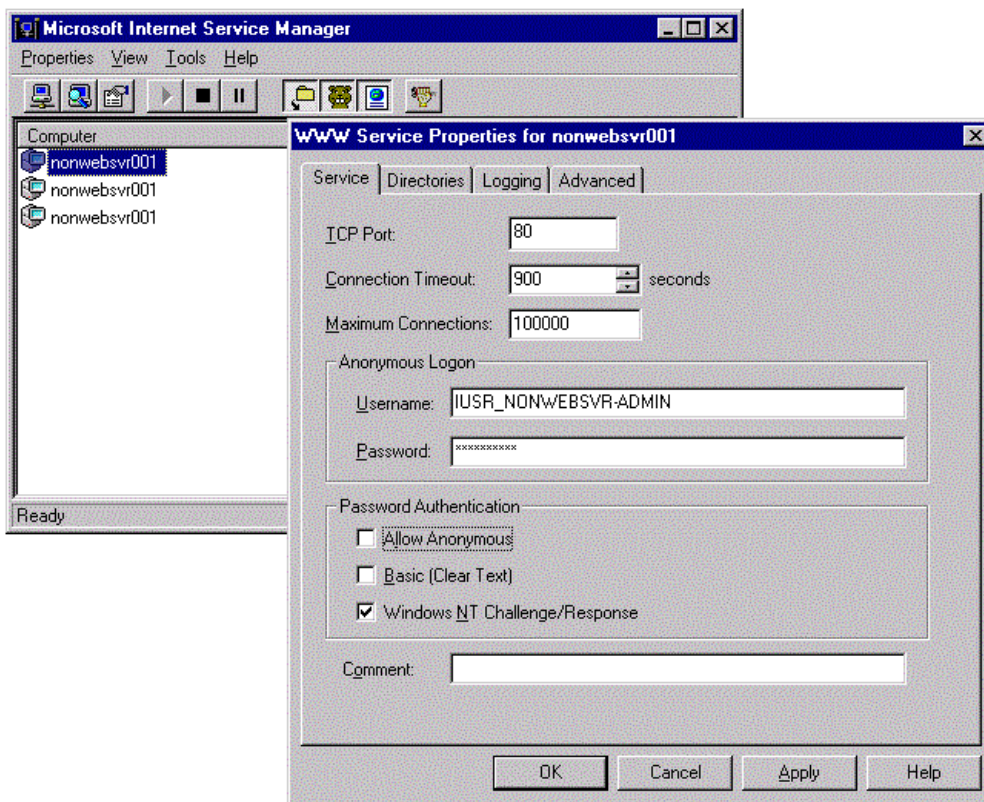 Microsoft Internet Service Manager
Properties View Tools Help
Computer
nonwebsvr001
nonwebsvr001
nonwebsvr001
Ready
WWW Service Properties for nonwebsvr001
Service Directories Logging Advanced
TCP Port: 80
Connection Timeout: 900 seconds
Maximum Connections: 100000
Anonymous Logon
Username: IUSR_NONWEBSVR-ADMIN
Password: **********
Password Authentication
Allow Anonymous
Basic (Clear Text)
Windows NT Challenge/Response
Comment:
OK Cancel Apply Help